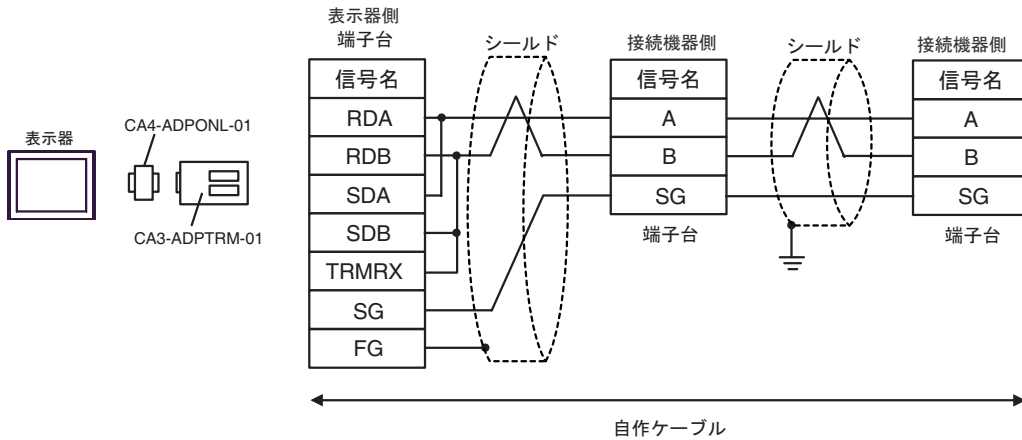 表示器
CA4-ADPONL-01
CA3-ADPTRM-01
表示器側
端子台
信号名
RDA
RDB
SDA
SDB
TRMRX
SG
FG
シールド
接続機器側
信号名
A
B
SG
端子台
シールド
接続機器側
信号名
A
B
SG
端子台
自作ケーブル